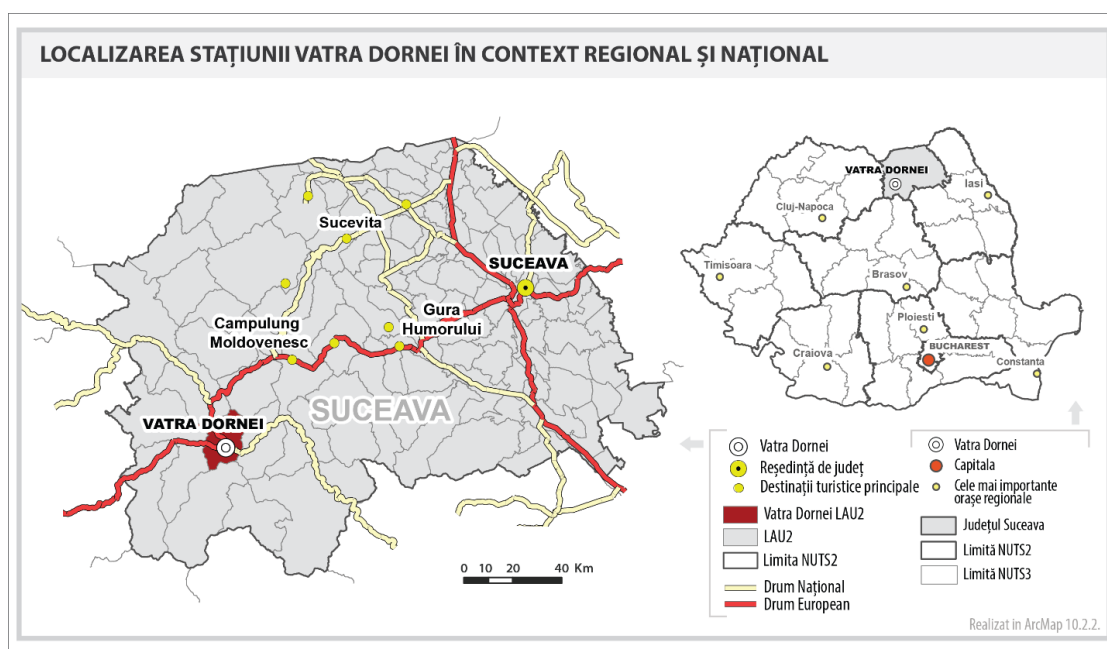 LOCALIZAREA STAȚIUNII VATRA DORNEI ÎN CONTEXT REGIONAL ȘI NAȚIONAL
Sucevita
SUCEAVA
Gura
Humorului
Campulung
Moldovenesc
SUCEAVA
VATRA DORNEI
0 10 20 40 Km
VATRA DORNEI
Iasi
Cluj-Napoca
Timisoara
Brasov
Ploiesti
BUCHAREST
Craiova
Constanta
Vatra Dornei
Reședință de județ
Destinații turistice principale
Vatra Dornei LAU2
LAU2
Limita NUTS2
Drum Național
Drum European
Vatra Dornei
Capitala
Cele mai importante
orașe regionale
Județul Suceava
Limită NUTS2
Limită NUTS3
Realizat in ArcMap 10.2.2.